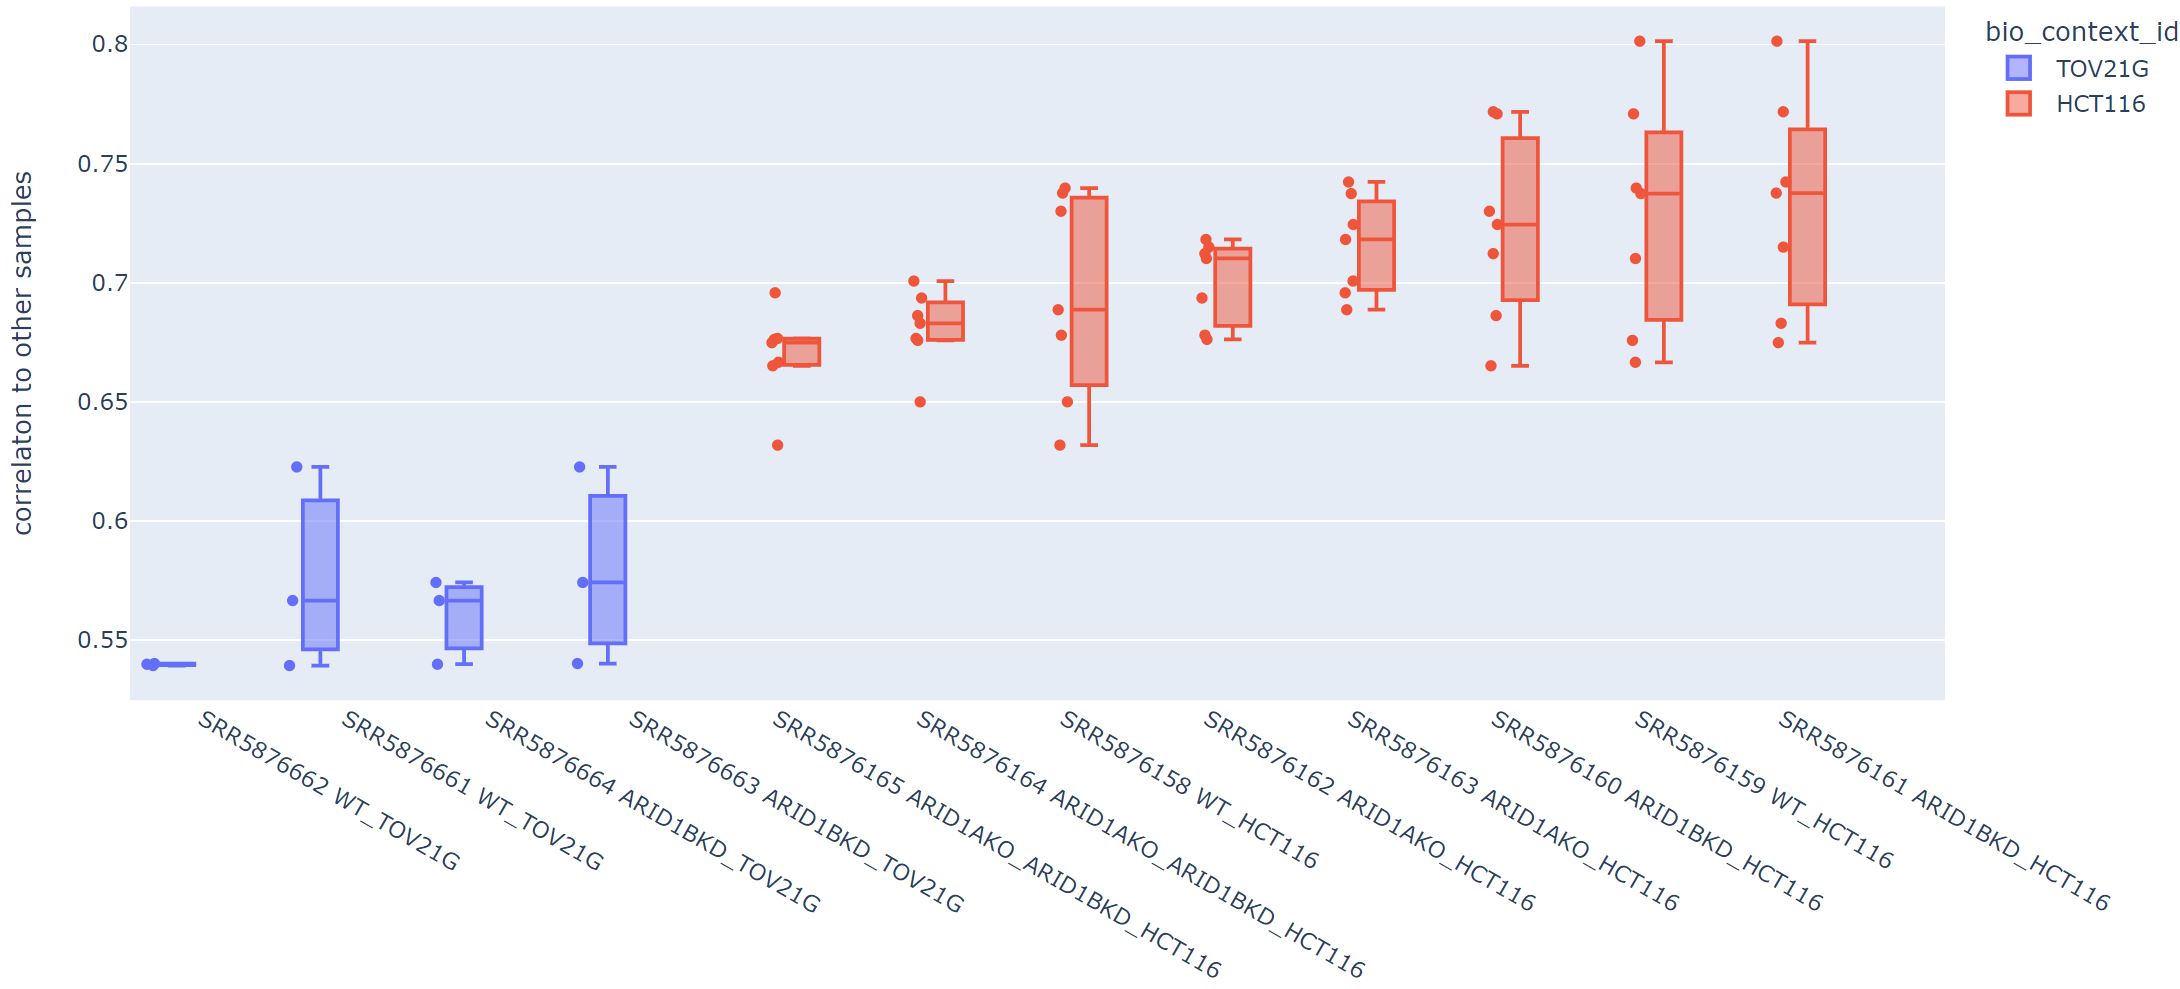 bio_context_id
TOV21G
HCT116
correlaton to other samples
0.8
0.75
0.7
0.65
0.6
0.55
SRR5876662 WT_TOV21G
SRR5876661 WT_TOV21G
SRR5876664 ARID1BKD_TOV21G
SRR5876663 ARID1BKD_TOV21G
SRR5876165 ARID1AKO_ARID1BKD_HCT116
SRR5876164 ARID1AKO_ARID1BKD_HCT116
SRR5876158 WT_HCT116
SRR5876162 ARID1AKO_HCT116
SRR5876163 ARID1AKO_HCT116
SRR5876160 ARID1BKD_HCT116
SRR5876159 WT_HCT116
SRR5876161 ARID1BKD_HCT116